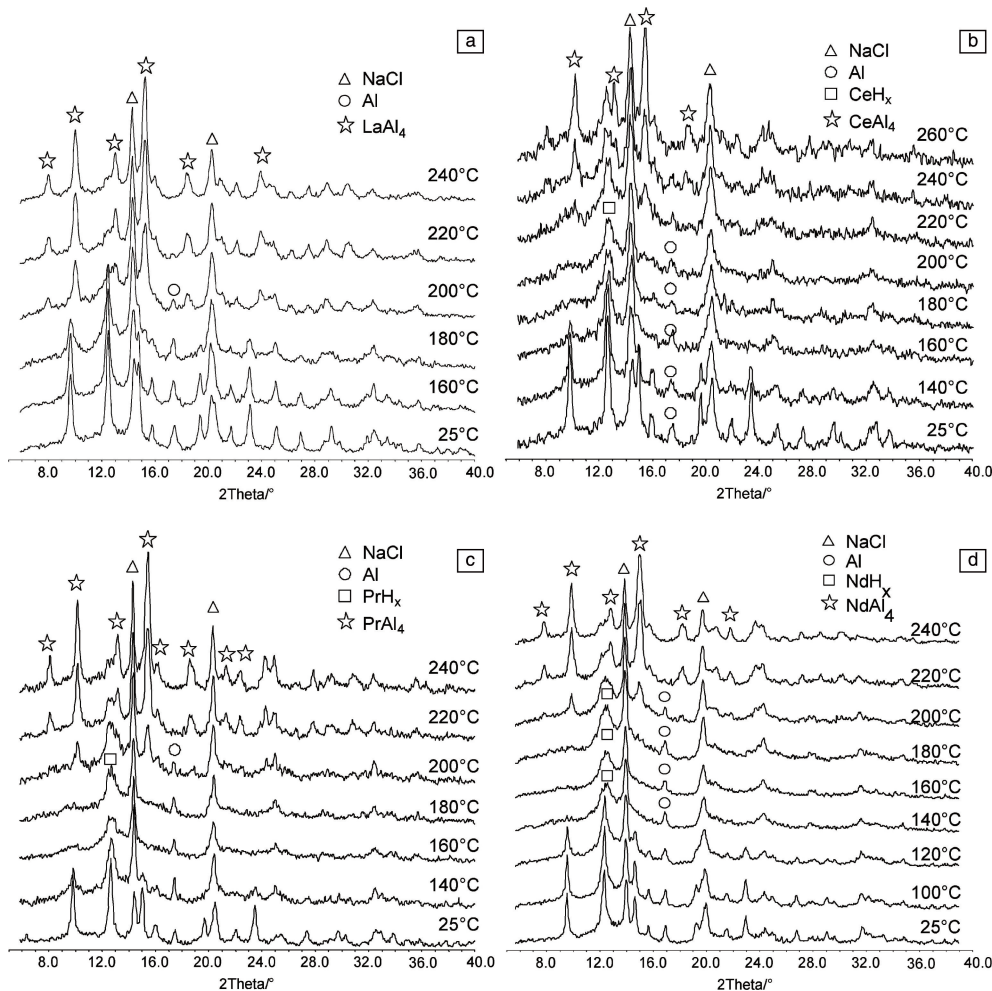 a
△ NaCl
○ Al
☆ LaAl₄
240°C
220°C
200°C
180°C
160°C
25°C
8.0 12.0 16.0 20.0 24.0 28.0 32.0 36.0 40.0
2Theta/°
b
△ NaCl
○ Al
□ CeHₓ
☆ CeAl₄
260°C
240°C
220°C
200°C
180°C
160°C
140°C
25°C
8.0 12.0 16.0 20.0 24.0 28.0 32.0 36.0 40.0
2Theta/°
c
△ NaCl
○ Al
□ PrHₓ
☆ PrAl₄
240°C
220°C
200°C
180°C
160°C
140°C
25°C
8.0 12.0 16.0 20.0 24.0 28.0 32.0 36.0 40.0
2Theta/°
d
△ NaCl
○ Al
□ NdHₓ
☆ NdAl₄
240°C
220°C
200°C
180°C
160°C
140°C
120°C
100°C
25°C
8.0 12.0 16.0 20.0 24.0 28.0 32.0 36.0 40.0
2Theta/°